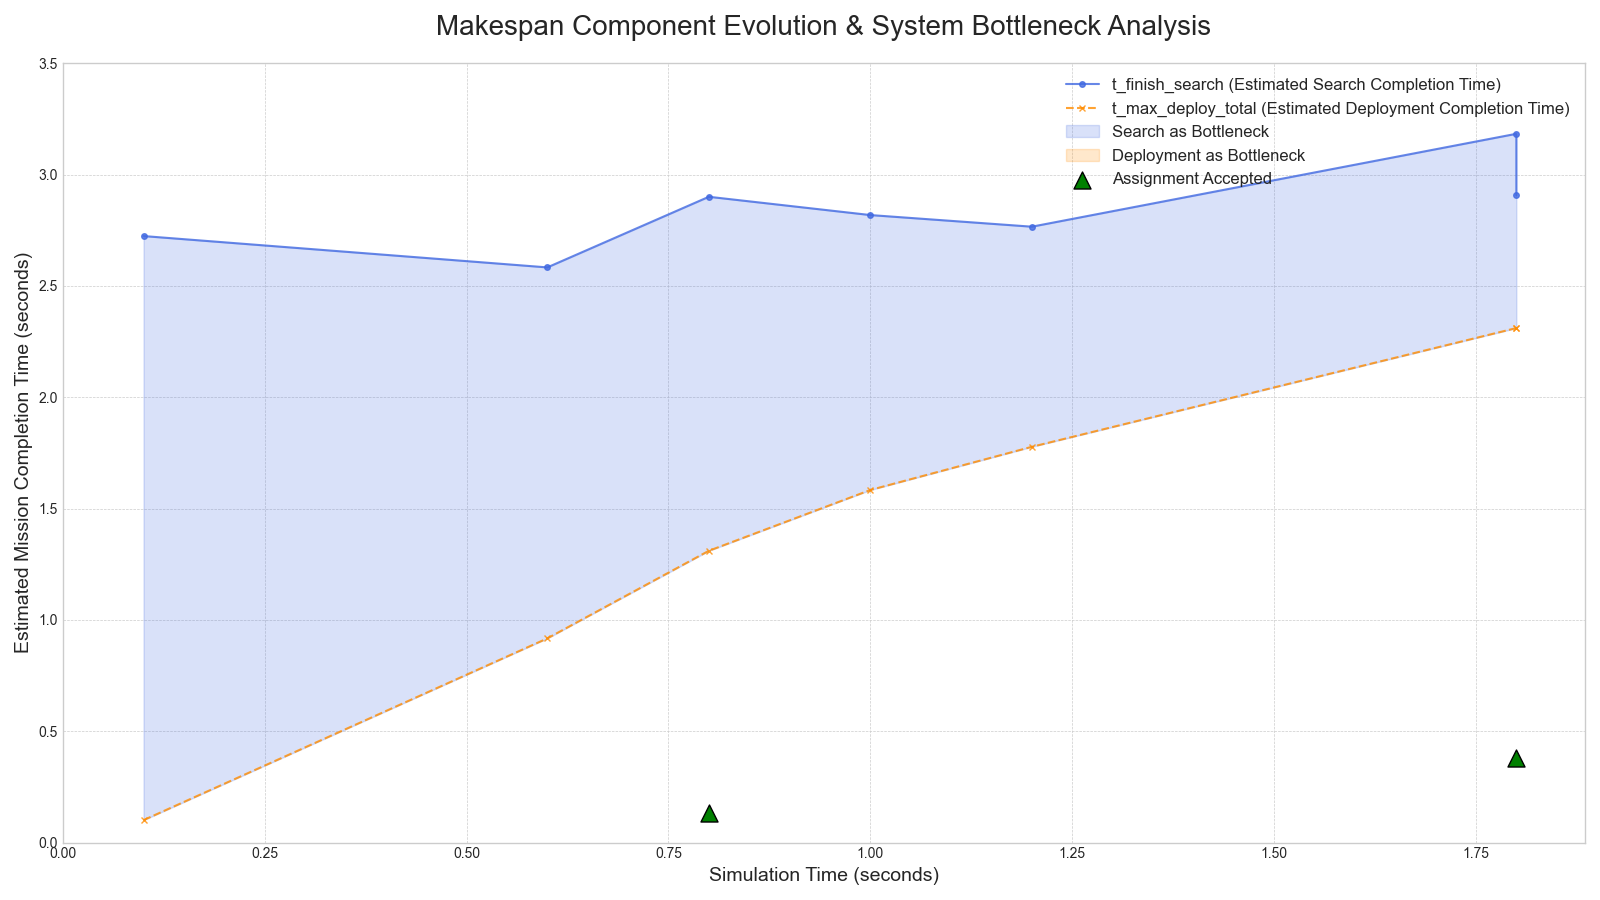 Makespan Component Evolution & System Bottleneck Analysis
t_finish_search (Estimated Search Completion Time)
t_max_deploy_total (Estimated Deployment Completion Time)
Search as Bottleneck
Deployment as Bottleneck
Assignment Accepted
Estimated Mission Completion Time (seconds)
3.5
3.0
2.5
2.0
1.5
1.0
0.5
0.0
0.00 0.25 0.50 0.75 1.00 1.25 1.50 1.75
Simulation Time (seconds)